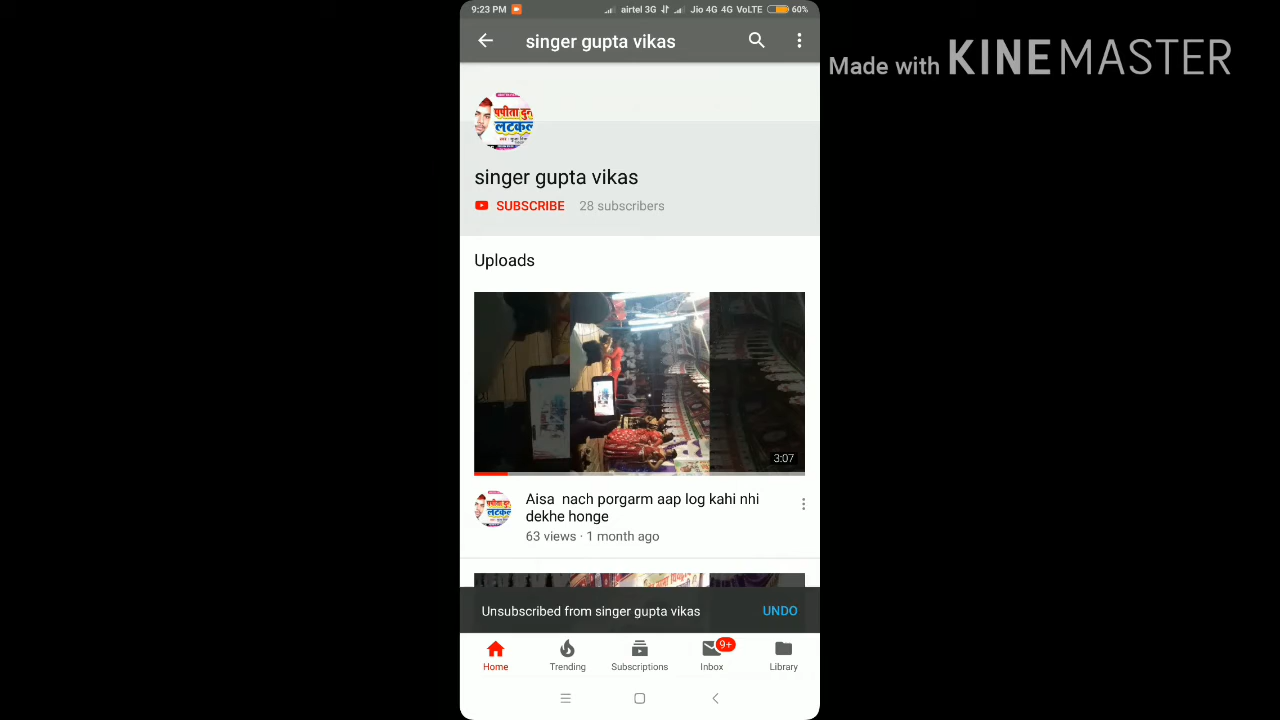 9:23 PM airtel 3G Jio 4G 4G VoLTE 60%
singer gupta vikas
Made with KINEMASTER
पपीता
लटकल
singer gupta vikas
SUBSCRIBE 28 subscribers
Uploads
3:07
Aisa nach porgarm aap log kahi nhi
dekhe honge
63 views · 1 month ago
Unsubscribed from singer gupta vikas UNDO
9+
Home Trending Subscriptions Inbox Library